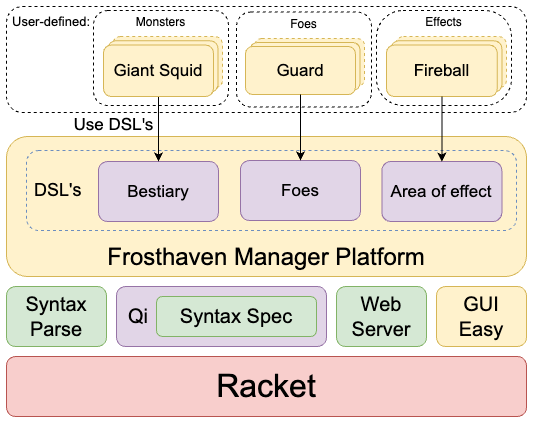 User-defined: Monsters Foes Effects
Giant Squid Guard Fireball
Use DSL's
DSL's Bestiary Foes Area of effect
Frosthaven Manager Platform
Syntax Parse
Qi Syntax Spec
Web Server
GUI Easy
Racket